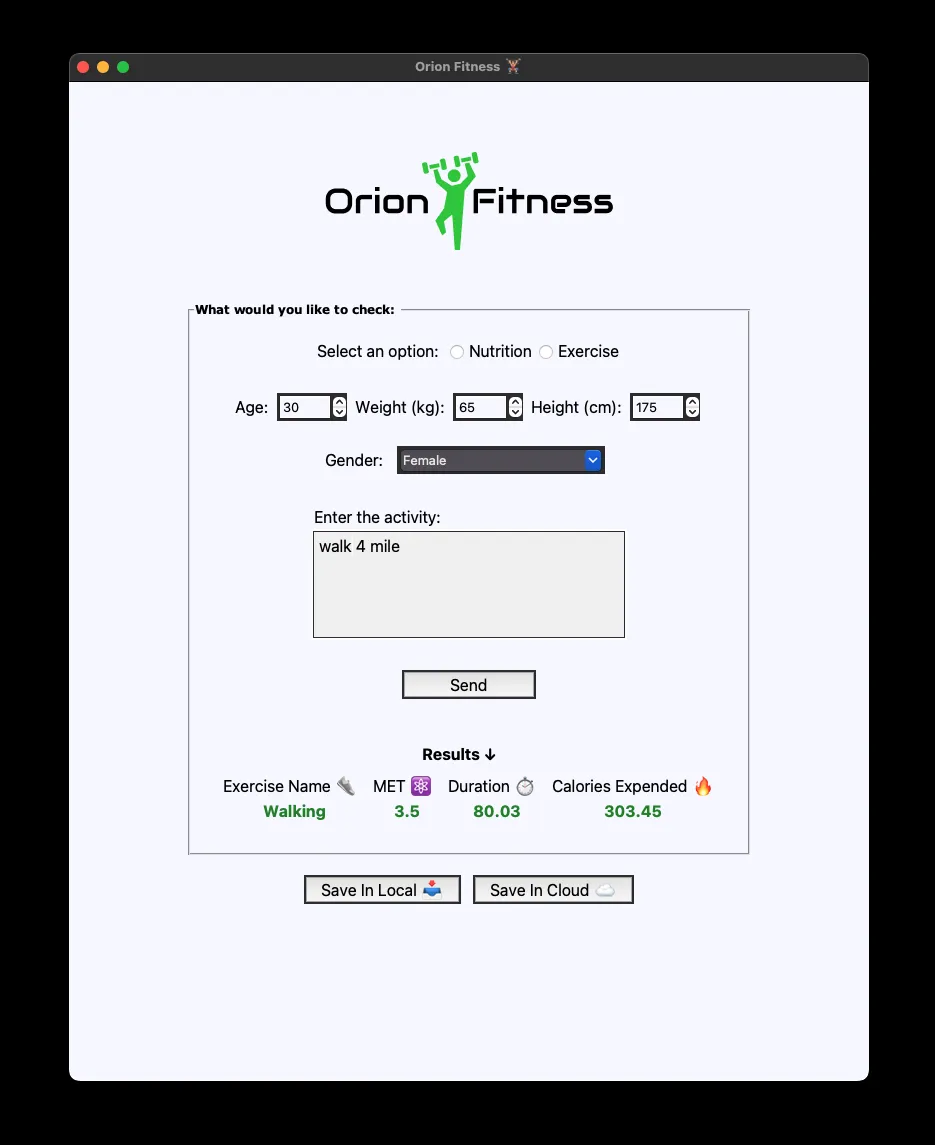 Orion Fitness
Orion Fitness
What would you like to check:
Select an option: Nutrition Exercise
Age: 30 Weight (kg): 65 Height (cm): 175
Gender: Female
Enter the activity:
walk 4 mile
Send
Results ↓
Exercise Name MET Duration Calories Expended
Walking 3.5 80.03 303.45
Save In Local Save In Cloud